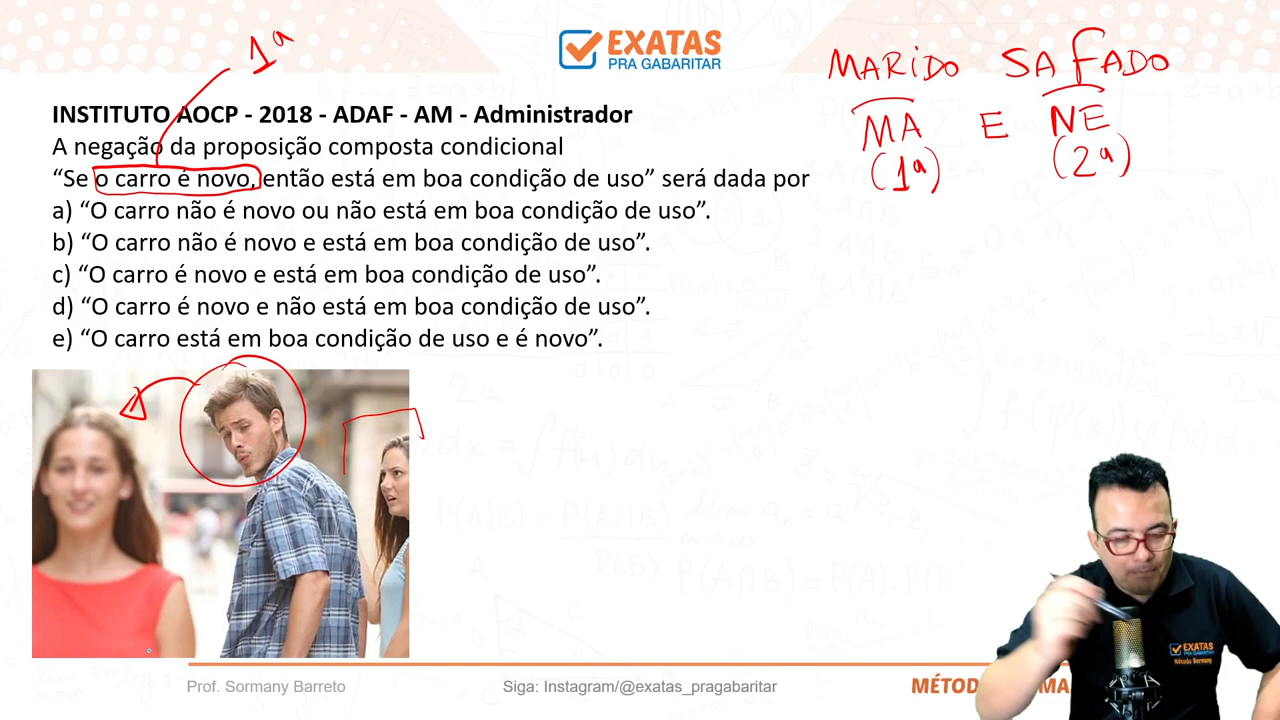 1ª
EXATAS
PRA GABARITAR
MARIDO SAFADO
MA E NE
(1ª) (2ª)
INSTITUTO AOCP - 2018 - ADAF - AM - Administrador
A negação da proposição composta condicional
“Se o carro é novo, então está em boa condição de uso” será dada por
a) “O carro não é novo ou não está em boa condição de uso”.
b) “O carro não é novo e está em boa condição de uso”.
c) “O carro é novo e está em boa condição de uso”.
d) “O carro é novo e não está em boa condição de uso”.
e) “O carro está em boa condição de uso e é novo”.
EXATAS
PRA GABARITAR
Prof. Sormany Barreto
Siga: Instagram/@exatas_pragabaritar